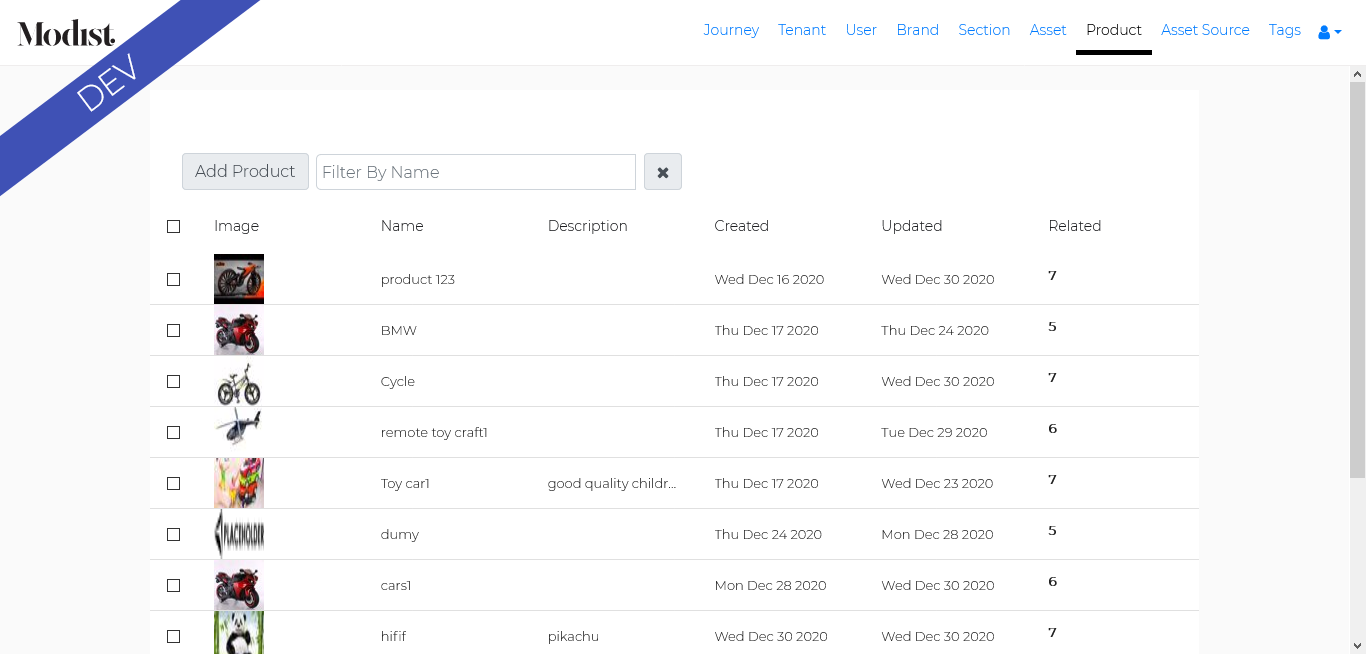 Modist.
DEV
Journey Tenant User Brand Section Asset Product Asset Source Tags
Add Product Filter By Name
Image Name Description Created Updated Related
product 123 Wed Dec 16 2020 Wed Dec 30 2020 7
BMW Thu Dec 17 2020 Thu Dec 24 2020 5
Cycle Thu Dec 17 2020 Wed Dec 30 2020 7
remote toy craft1 Thu Dec 17 2020 Tue Dec 29 2020 6
Toy car1 good quality childr... Thu Dec 17 2020 Wed Dec 23 2020 7
PLACEHOLDER dumy Thu Dec 24 2020 Mon Dec 28 2020 5
cars1 Mon Dec 28 2020 Wed Dec 30 2020 6
hifif pikachu Wed Dec 30 2020 Wed Dec 30 2020 7